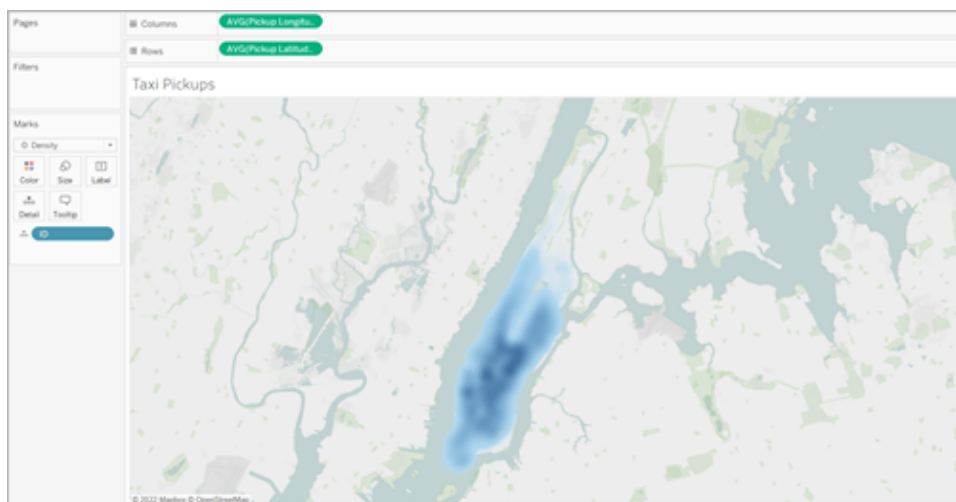 Pages
Columns
AVG(Pickup Longitu..
Rows
AVG(Pickup Latitud..
Filters
Taxi Pickups
Marks
Density
Color
Size
Label
Detail
Tooltip
ID
© 2022 Mapbox © OpenStreetMap